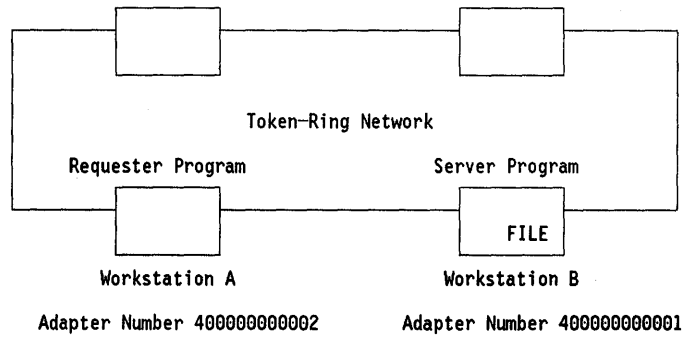 Token-Ring Network
Requester Program Server Program
FILE
Workstation A Workstation B
Adapter Number 400000000002 Adapter Number 400000000001